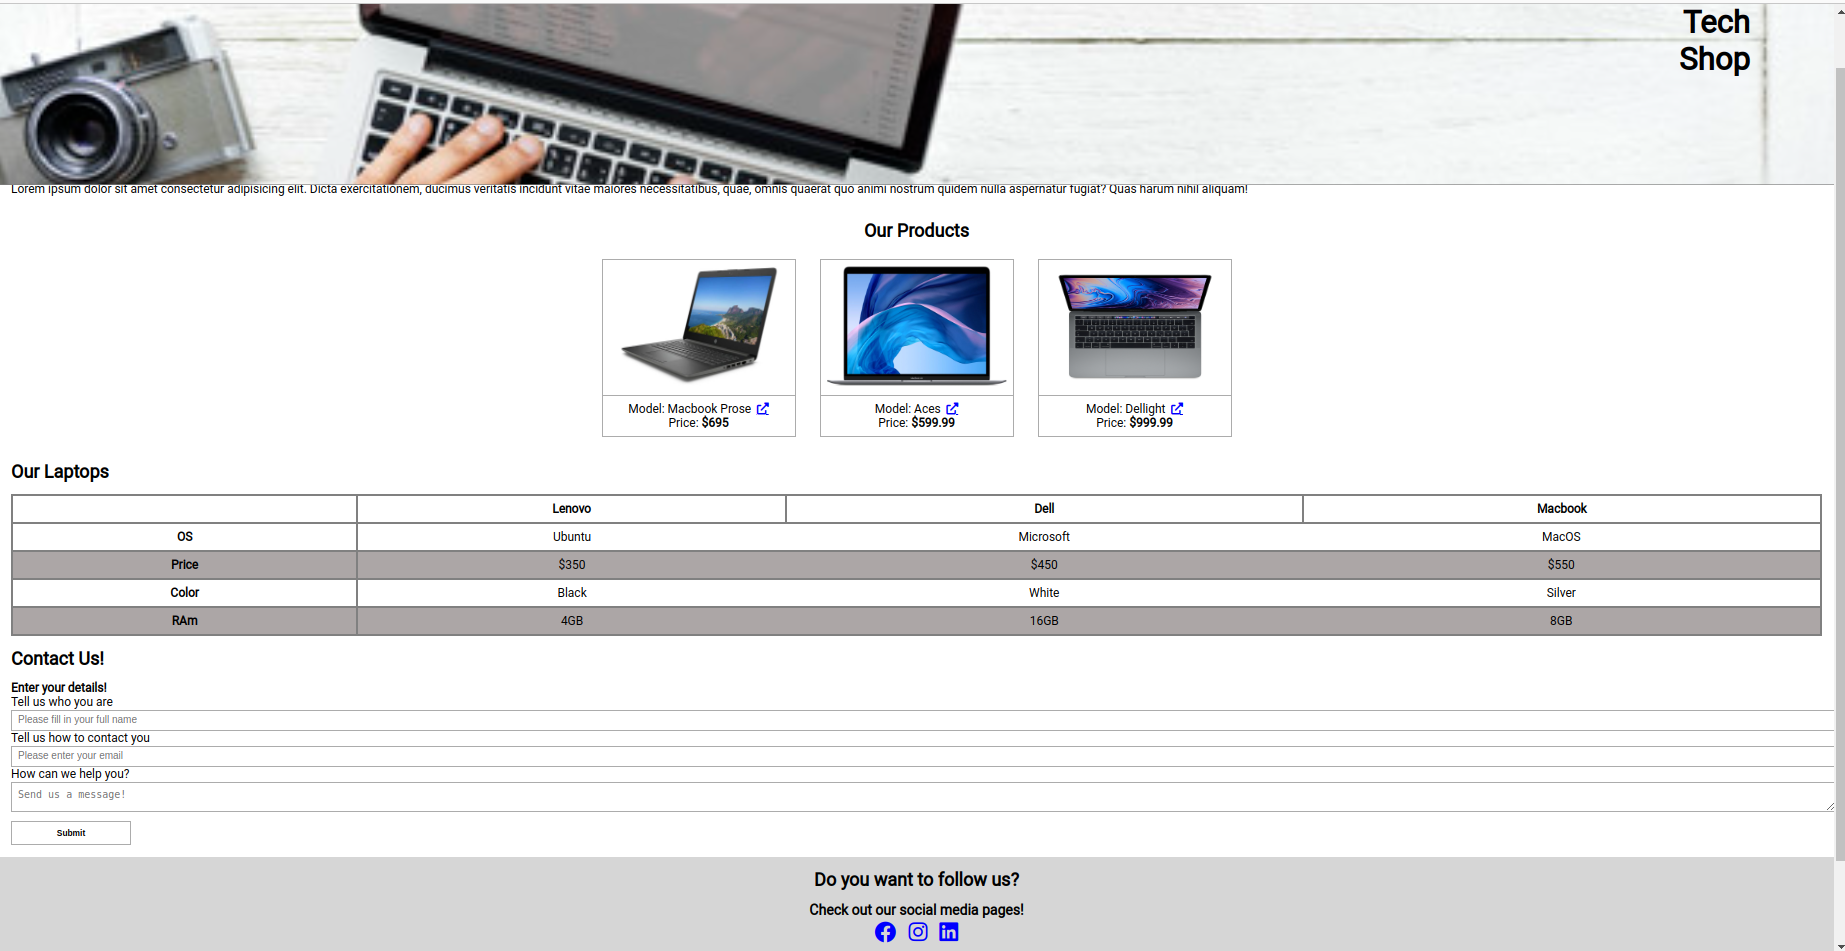 Tech
Shop
Lorem ipsum dolor sit amet consectetur adipisicing elit. Dicta exercitationem, ducimus veritatis incidunt vitae maiores necessitatibus, quae, omnis quaerat quo animi nostrum quidem nulla aspernatur fugiat? Quas harum nihil aliquam!
Our Products
Model: Macbook Prose
Price: $695
Model: Aces
Price: $599.99
Model: Dellight
Price: $999.99
Our Laptops
Lenovo Dell Macbook
OS Ubuntu Microsoft MacOS
Price $350 $450 $550
Color Black White Silver
RAm 4GB 16GB 8GB
Contact Us!
Enter your details!
Tell us who you are
Please fill in your full name
Tell us how to contact you
Please enter your email
How can we help you?
Send us a message!
Submit
Do you want to follow us?
Check out our social media pages!